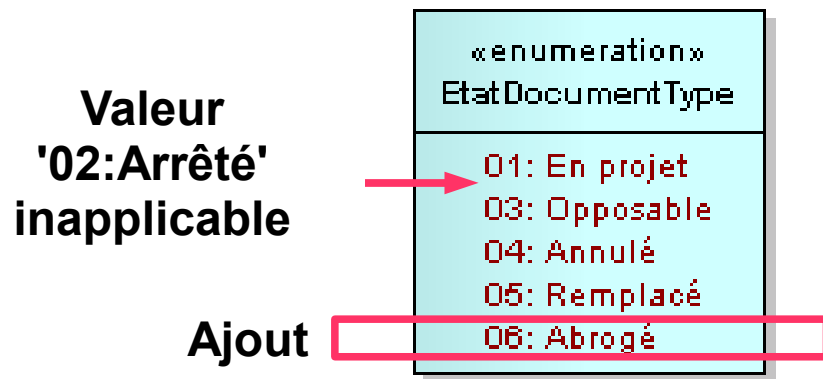 Valeur
'02:Arrêté'
inapplicable
Ajout
«enumeration»
EtatDocumentType
01: En projet
03: Opposable
04: Annulé
05: Remplacé
06: Abrogé